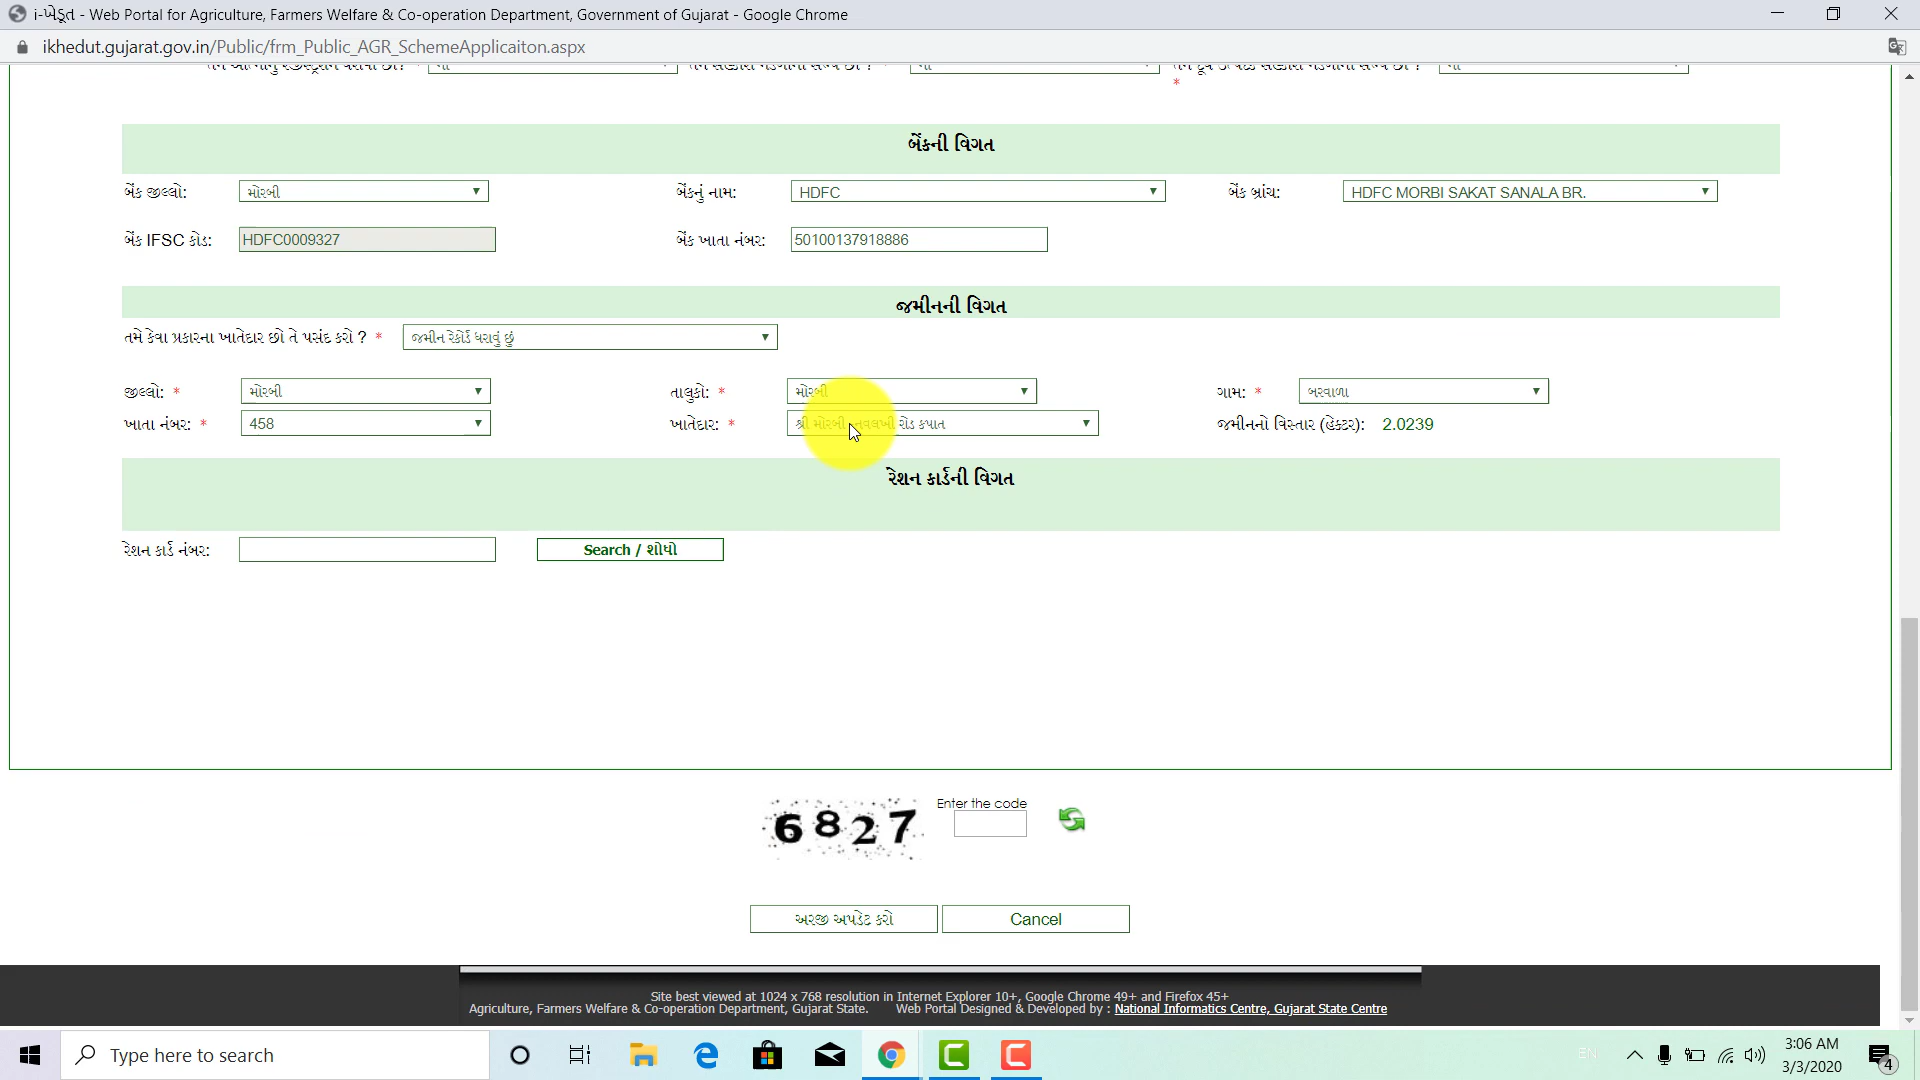 i-ખેડૂત - Web Portal for Agriculture, Farmers Welfare & Co-operation Department, Government of Gujarat - Google Chrome
ikhedut.gujarat.gov.in/Public/frm_Public_AGR_SchemeApplicaiton.aspx
*
બેંકની વિગત
બેંક જીલ્લો: મોરબી બેંકનું નામ: HDFC બેંક બ્રાંચ: HDFC MORBI SAKAT SANALA BR.
બેંક IFSC કોડ: HDFC0009327 બેંક ખાતા નંબર: 50100137918886
જમીનની વિગત
તમે કેવા પ્રકારના ખાતેદાર છો તે પસંદ કરો ? * જમીન રેકોર્ડ ધરાવું છું
જીલ્લો: * મોરબી તાલુકો: * મોરબી ગામ: * બરવાળા
ખાતા નંબર: * 458 ખાતેદાર: * શ્રી મોરબી નવલખી રોડ કપાત જમીનનો વિસ્તાર (હેક્ટર): 2.0239
રેશન કાર્ડની વિગત
રેશન કાર્ડ નંબર: Search / શોધો
Enter the code
6827
અરજી અપડેટ કરો Cancel
Site best viewed at 1024 x 768 resolution in Internet Explorer 10+, Google Chrome 49+ and Firefox 45+
Agriculture, Farmers Welfare & Co-operation Department, Gujarat State. Web Portal Designed & Developed by : National Informatics Centre, Gujarat State Centre
Type here to search
EN
3:06 AM
3/3/2020
4